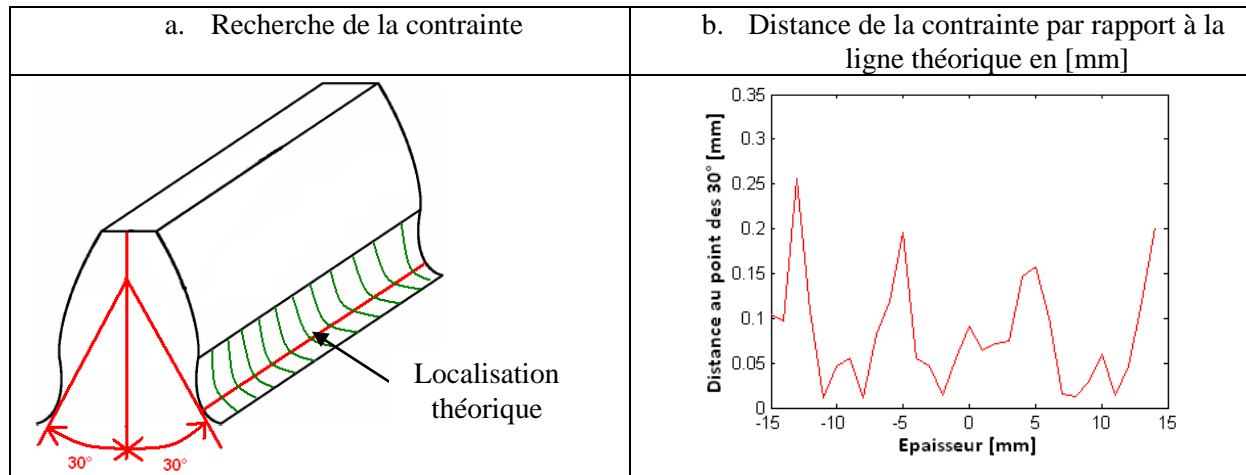 a. Recherche de la contrainte
b. Distance de la contrainte par rapport à la
ligne théorique en [mm]
Localisation
théorique
30° 30°
Distance au point des 30° [mm]
0.35
0.3
0.25
0.2
0.15
0.1
0.05
0
-15 -10 -5 0 5 10 15
Epaisseur [mm]